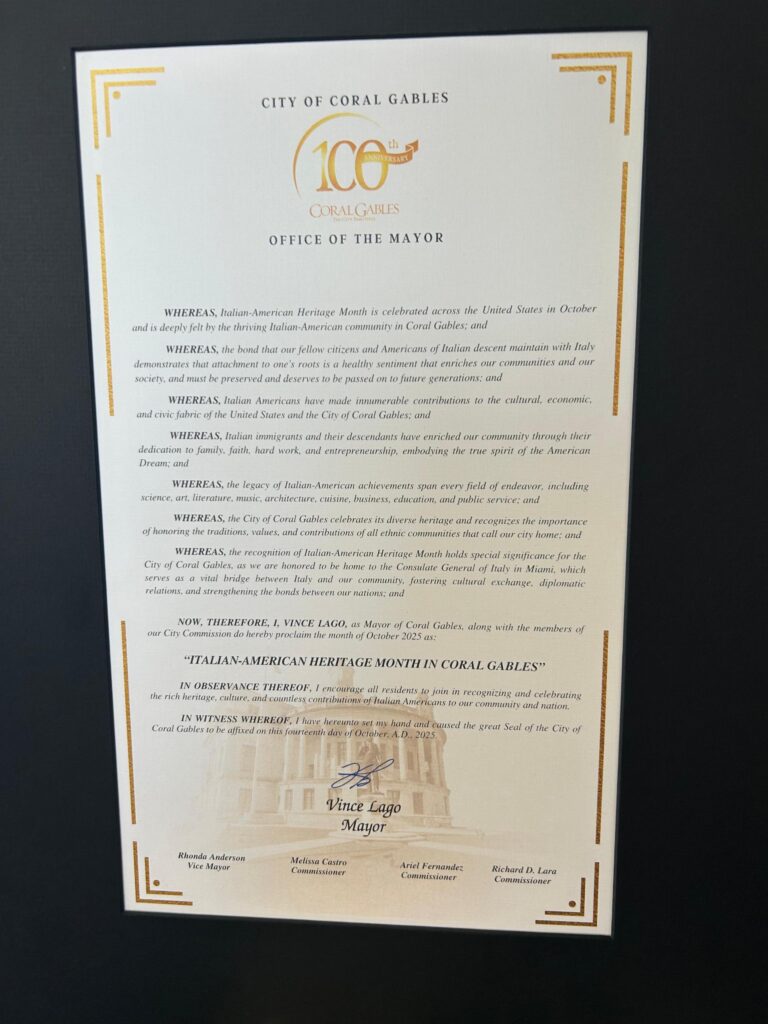 CITY OF CORAL GABLES
100th
ANNIVERSARY
CORAL GABLES
THE CITY BEAUTIFUL
OFFICE OF THE MAYOR
WHEREAS, Italian-American Heritage Month is celebrated across the United States in October
and is deeply felt by the thriving Italian-American community in Coral Gables; and
WHEREAS, the bond that our fellow citizens and Americans of Italian descent maintain with Italy
demonstrates that attachment to one's roots is a healthy sentiment that enriches our communities and our
society, and must be preserved and deserves to be passed on to future generations; and
WHEREAS, Italian Americans have made innumerable contributions to the cultural, economic,
and civic fabric of the United States and the City of Coral Gables; and
WHEREAS, Italian immigrants and their descendants have enriched our community through their
dedication to family, faith, hard work, and entrepreneurship, embodying the true spirit of the American
Dream; and
WHEREAS, the legacy of Italian-American achievements span every field of endeavor, including
science, art, literature, music, architecture, cuisine, business, education, and public service; and
WHEREAS, the City of Coral Gables celebrates its diverse heritage and recognizes the importance
of honoring the traditions, values, and contributions of all ethnic communities that call our city home; and
WHEREAS, the recognition of Italian-American Heritage Month holds special significance for the
City of Coral Gables, as we are honored to be home to the Consulate General of Italy in Miami, which
serves as a vital bridge between Italy and our community, fostering cultural exchange, diplomatic
relations, and strengthening the bonds between our nations; and
NOW, THEREFORE, I, VINCE LAGO, as Mayor of Coral Gables, along with the members of
our City Commission do hereby proclaim the month of October 2025 as:
“ITALIAN-AMERICAN HERITAGE MONTH IN CORAL GABLES”
IN OBSERVANCE THEREOF, I encourage all residents to join in recognizing and celebrating
the rich heritage, culture, and countless contributions of Italian Americans to our community and nation.
IN WITNESS WHEREOF, I have hereunto set my hand and caused the great Seal of the City of
Coral Gables to be affixed on this fourteenth day of October, A.D., 2025.
Vince Lago
Mayor
Rhonda Anderson
Vice Mayor
Melissa Castro
Commissioner
Ariel Fernandez
Commissioner
Richard D. Lara
Commissioner